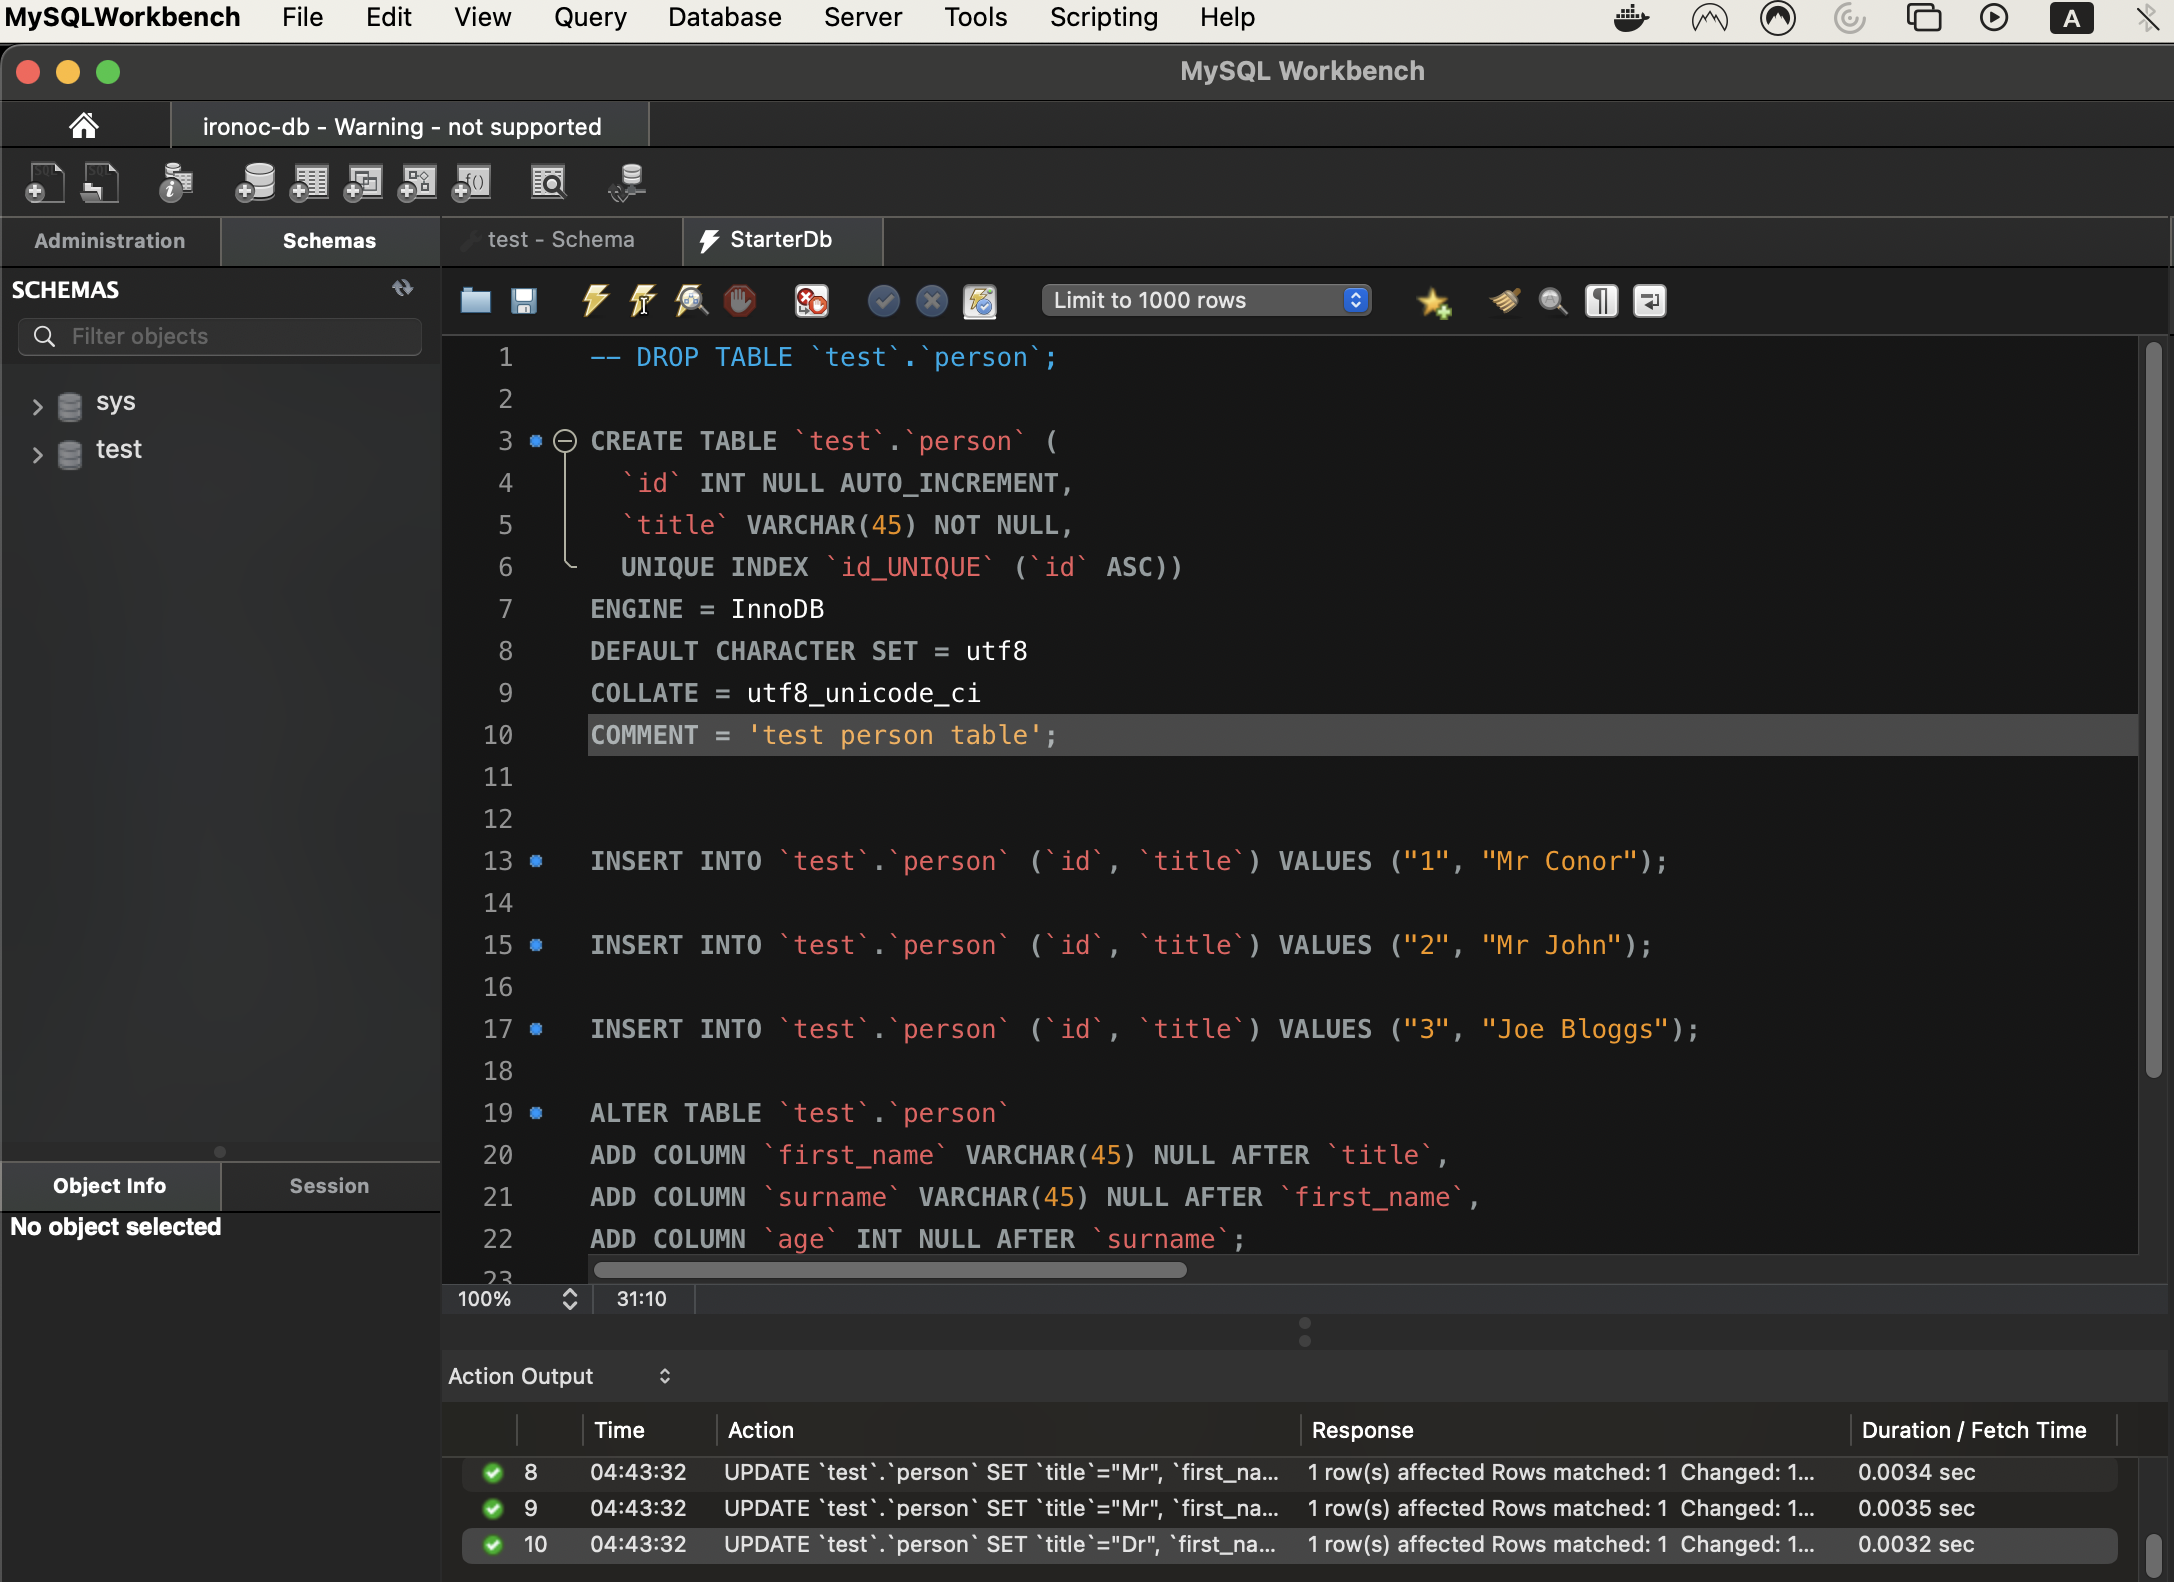 MySQLWorkbench File Edit View Query Database Server Tools Scripting Help A
MySQL Workbench
ironoc-db - Warning - not supported
Administration Schemas test - Schema StarterDb
SCHEMAS
Limit to 1000 rows
Filter objects
sys
test
1 -- DROP TABLE `test`.`person`;
2
3 CREATE TABLE `test`.`person` (
4 `id` INT NULL AUTO_INCREMENT,
5 `title` VARCHAR(45) NOT NULL,
6 UNIQUE INDEX `id_UNIQUE` (`id` ASC))
7 ENGINE = InnoDB
8 DEFAULT CHARACTER SET = utf8
9 COLLATE = utf8_unicode_ci
10 COMMENT = 'test person table';
11
12
13 INSERT INTO `test`.`person` (`id`, `title`) VALUES ("1", "Mr Conor");
14
15 INSERT INTO `test`.`person` (`id`, `title`) VALUES ("2", "Mr John");
16
17 INSERT INTO `test`.`person` (`id`, `title`) VALUES ("3", "Joe Bloggs");
18
19 ALTER TABLE `test`.`person`
20 ADD COLUMN `first_name` VARCHAR(45) NULL AFTER `title`,
21 ADD COLUMN `surname` VARCHAR(45) NULL AFTER `first_name`,
22 ADD COLUMN `age` INT NULL AFTER `surname`;
23
Object Info Session
No object selected
100% 31:10
Action Output
Time Action Response Duration / Fetch Time
8 04:43:32 UPDATE `test`.`person` SET `title`="Mr", `first_na... 1 row(s) affected Rows matched: 1 Changed: 1... 0.0034 sec
9 04:43:32 UPDATE `test`.`person` SET `title`="Mr", `first_na... 1 row(s) affected Rows matched: 1 Changed: 1... 0.0035 sec
10 04:43:32 UPDATE `test`.`person` SET `title`="Dr", `first_na... 1 row(s) affected Rows matched: 1 Changed: 1... 0.0032 sec